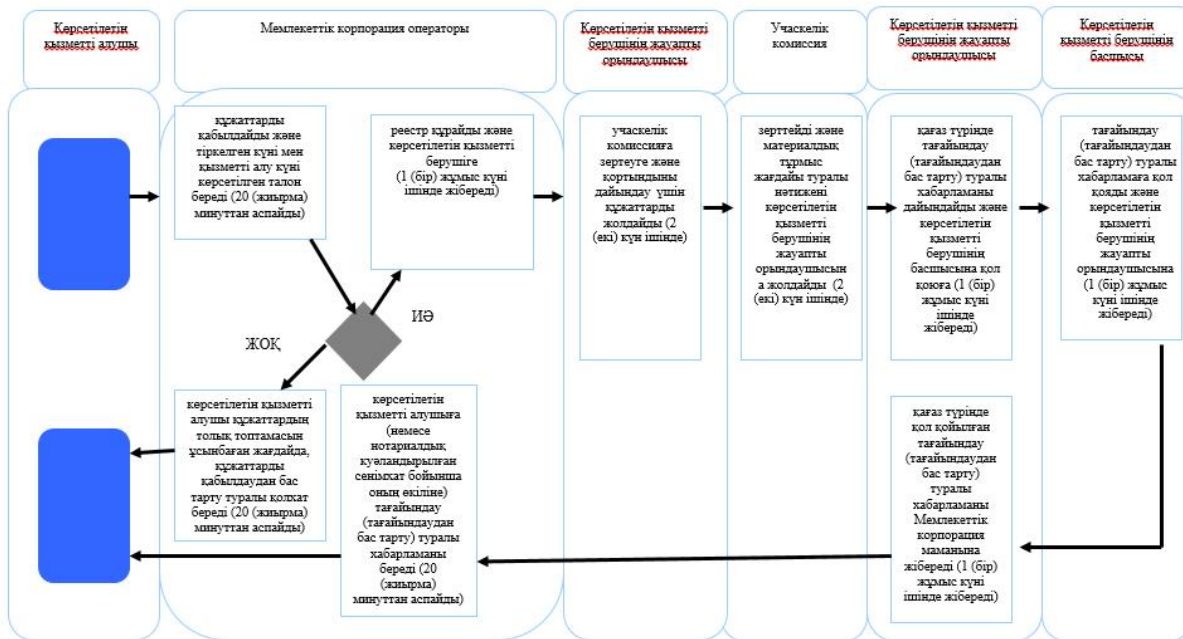 Көрсетілетін
қызметті алушы
Мемлекеттік корпорация операторы
Көрсетілетін қызметті
берушінің жауапты
орындаушысы
Учаскелік
комиссия
Көрсетілетін қызметті
берушінің жауапты
орындаушысы
Көрсетілетін
қызметті берушінің
басшысы
құжаттарды
қабылдайды және
тіркелген күні мен
қызметті алу күні
көрсетілген талон
береді (20 (жиырма)
минуттан аспайды)
реестр құрайды және
көрсетілетін қызметті
берушіге
(1 (бір) жұмыс күні
ішінде жібереді)
учаскелік
комиссияға
зертеуге және
қортындыны
дайындау үшін
құжаттарды
жолдайды (2
(екі) күн ішінде)
зерттейді және
материалдық
тұрмыс
жағдайы туралы
нәтижені
көрсетілетін
қызметті
берушінің
жауапты
орындаушысын
а жолдайды (2
(екі) күн ішінде)
қағаз түрінде
тағайындау
(тағайындаудан
бас тарту) туралы
хабарламаны
дайындайды және
көрсетілетін
қызметті
берушінің
басшысына қол
қоюға (1 (бір)
жұмыс күні
ішінде
жібереді)
тағайындау
(тағайындаудан
бас тарту) туралы
хабарламаға қол
қояды және
көрсетілетін
қызметті
берушінің
жауапты
орындаушысына
(1 (бір) жұмыс
күні ішінде
жібереді)
ИӘ
ЖОҚ
көрсетілетін қызметті
алушы құжаттардың
толық топтамасын
ұсынбаған жағдайда,
құжаттарды
қабылдаудан бас
тарту туралы қолхат
береді (20 (жиырма)
минуттан аспайды)
көрсетілетін
қызметті алушыға
(немесе
нотариалдық
куәландырылған
сенімхат бойынша
оның өкіліне)
тағайындау
(тағайындаудан
бас тарту) туралы
хабарламаны
береді (20
(жиырма)
минуттан аспайды)
қағаз түрінде
қол қойылған
тағайындау
(тағайындаудан
бас тарту)
туралы
хабарламаны
Мемлекеттік
корпорация
маманына
жібереді (1 (бір)
жұмыс күні
ішінде жібереді)